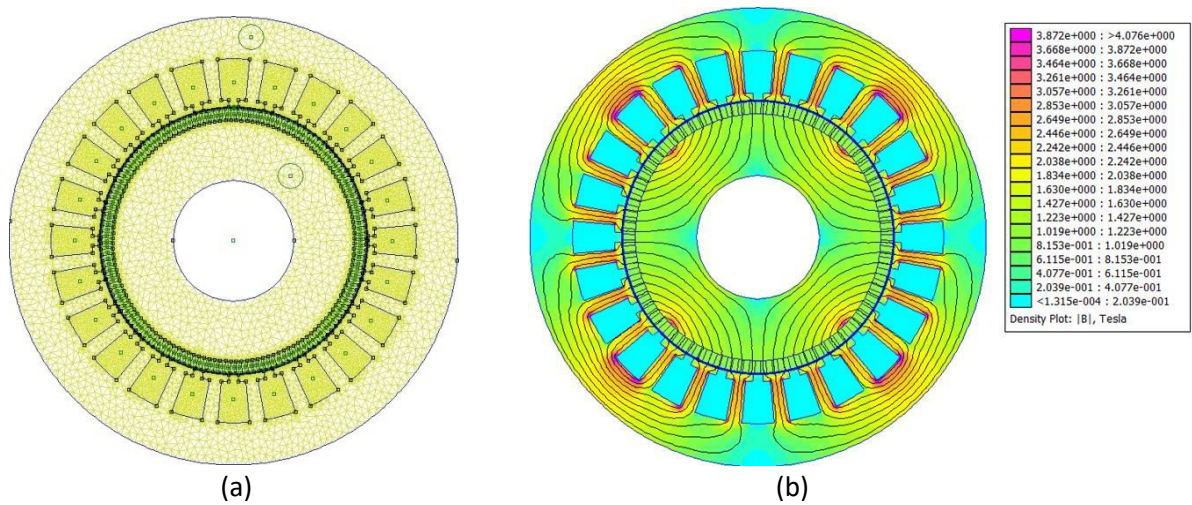 3.872e+000 : >4.076e+000
3.668e+000 : 3.872e+000
3.464e+000 : 3.668e+000
3.261e+000 : 3.464e+000
3.057e+000 : 3.261e+000
2.853e+000 : 3.057e+000
2.649e+000 : 2.853e+000
2.446e+000 : 2.649e+000
2.242e+000 : 2.446e+000
2.038e+000 : 2.242e+000
1.834e+000 : 2.038e+000
1.630e+000 : 1.834e+000
1.427e+000 : 1.630e+000
1.223e+000 : 1.427e+000
1.019e+000 : 1.223e+000
8.153e-001 : 1.019e+000
6.115e-001 : 8.153e-001
4.077e-001 : 6.115e-001
2.039e-001 : 4.077e-001
<1.315e-004 : 2.039e-001
Density Plot: |B|, Tesla
(a)
(b)